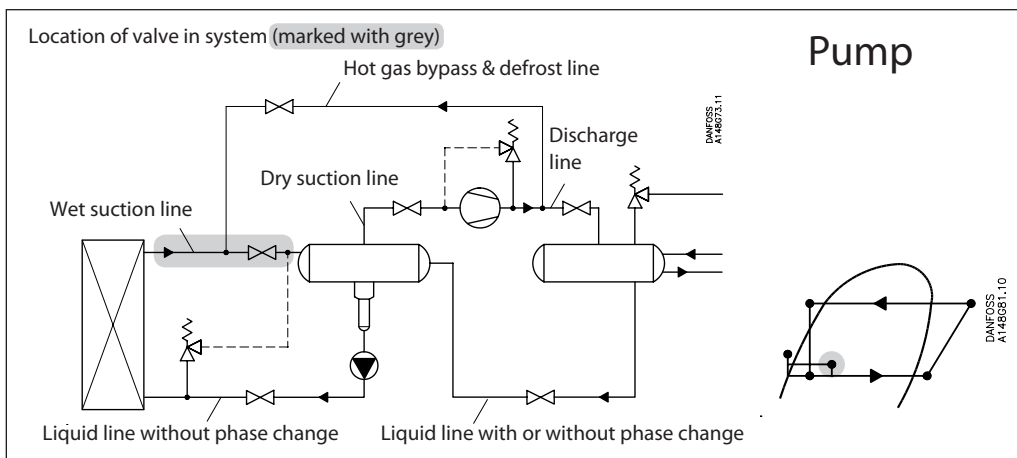 Location of valve in system (marked with grey)
Pump
Hot gas bypass & defrost line
DANFOSS
A148G73.11
Discharge
line
Dry suction line
Wet suction line
DANFOSS
A148G81.10
Liquid line without phase change
Liquid line with or without phase change